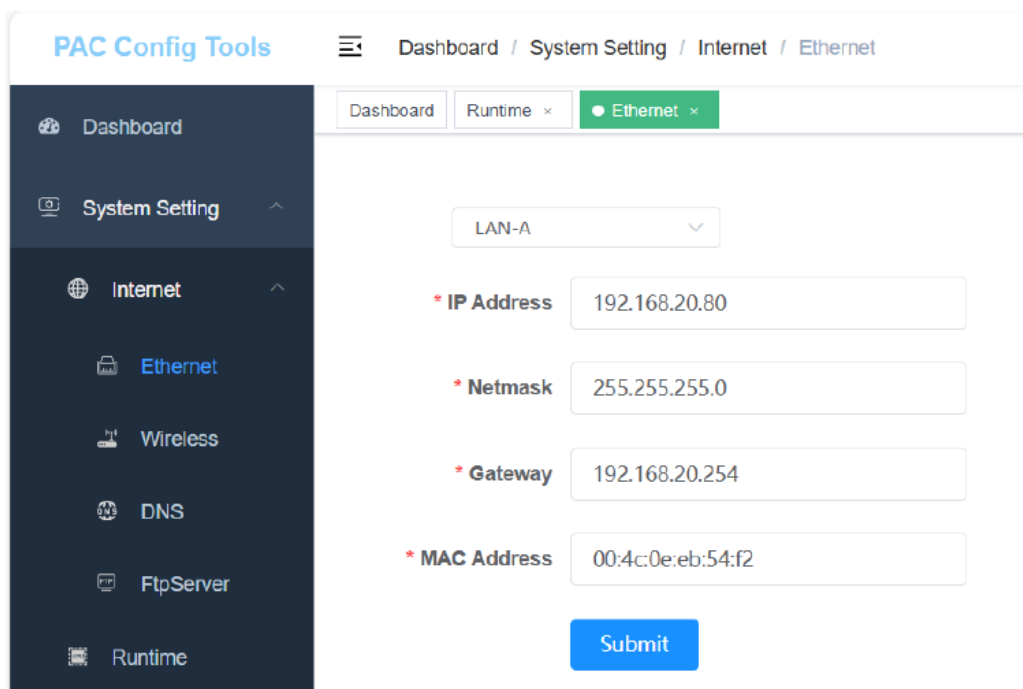 PAC Config Tools
Dashboard / System Setting / Internet / Ethernet
Dashboard
Runtime ×
Ethernet ×
Dashboard
System Setting
Internet
Ethernet
Wireless
DNS
DNS
FTP
FtpServer
Runtime
LAN-A
* IP Address 192.168.20.80
* Netmask 255.255.255.0
* Gateway 192.168.20.254
* MAC Address 00:4c:0e:eb:54:f2
Submit